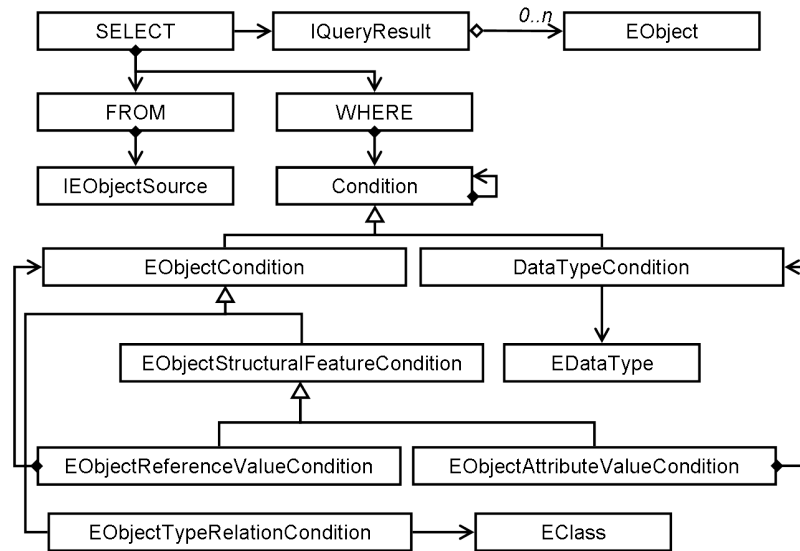 SELECT
IQueryResult
0..n
EObject
FROM
WHERE
IEObjectSource
Condition
EObjectCondition
DataTypeCondition
EObjectStructuralFeatureCondition
EDataType
EObjectReferenceValueCondition
EObjectAttributeValueCondition
EObjectTypeRelationCondition
EClass